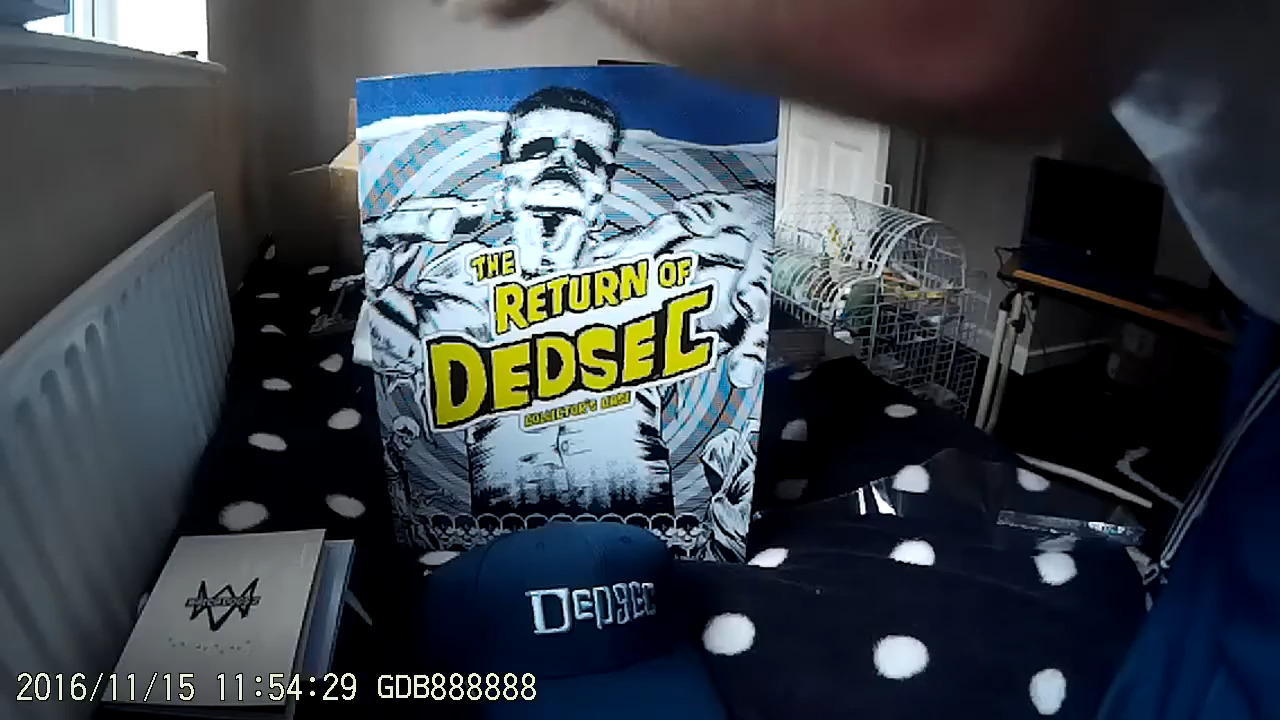 THE
RETURN OF
DEDSEC
COLLECTOR'S CASE
DEDSEC
2016/11/15 11:54:29 GDB888888